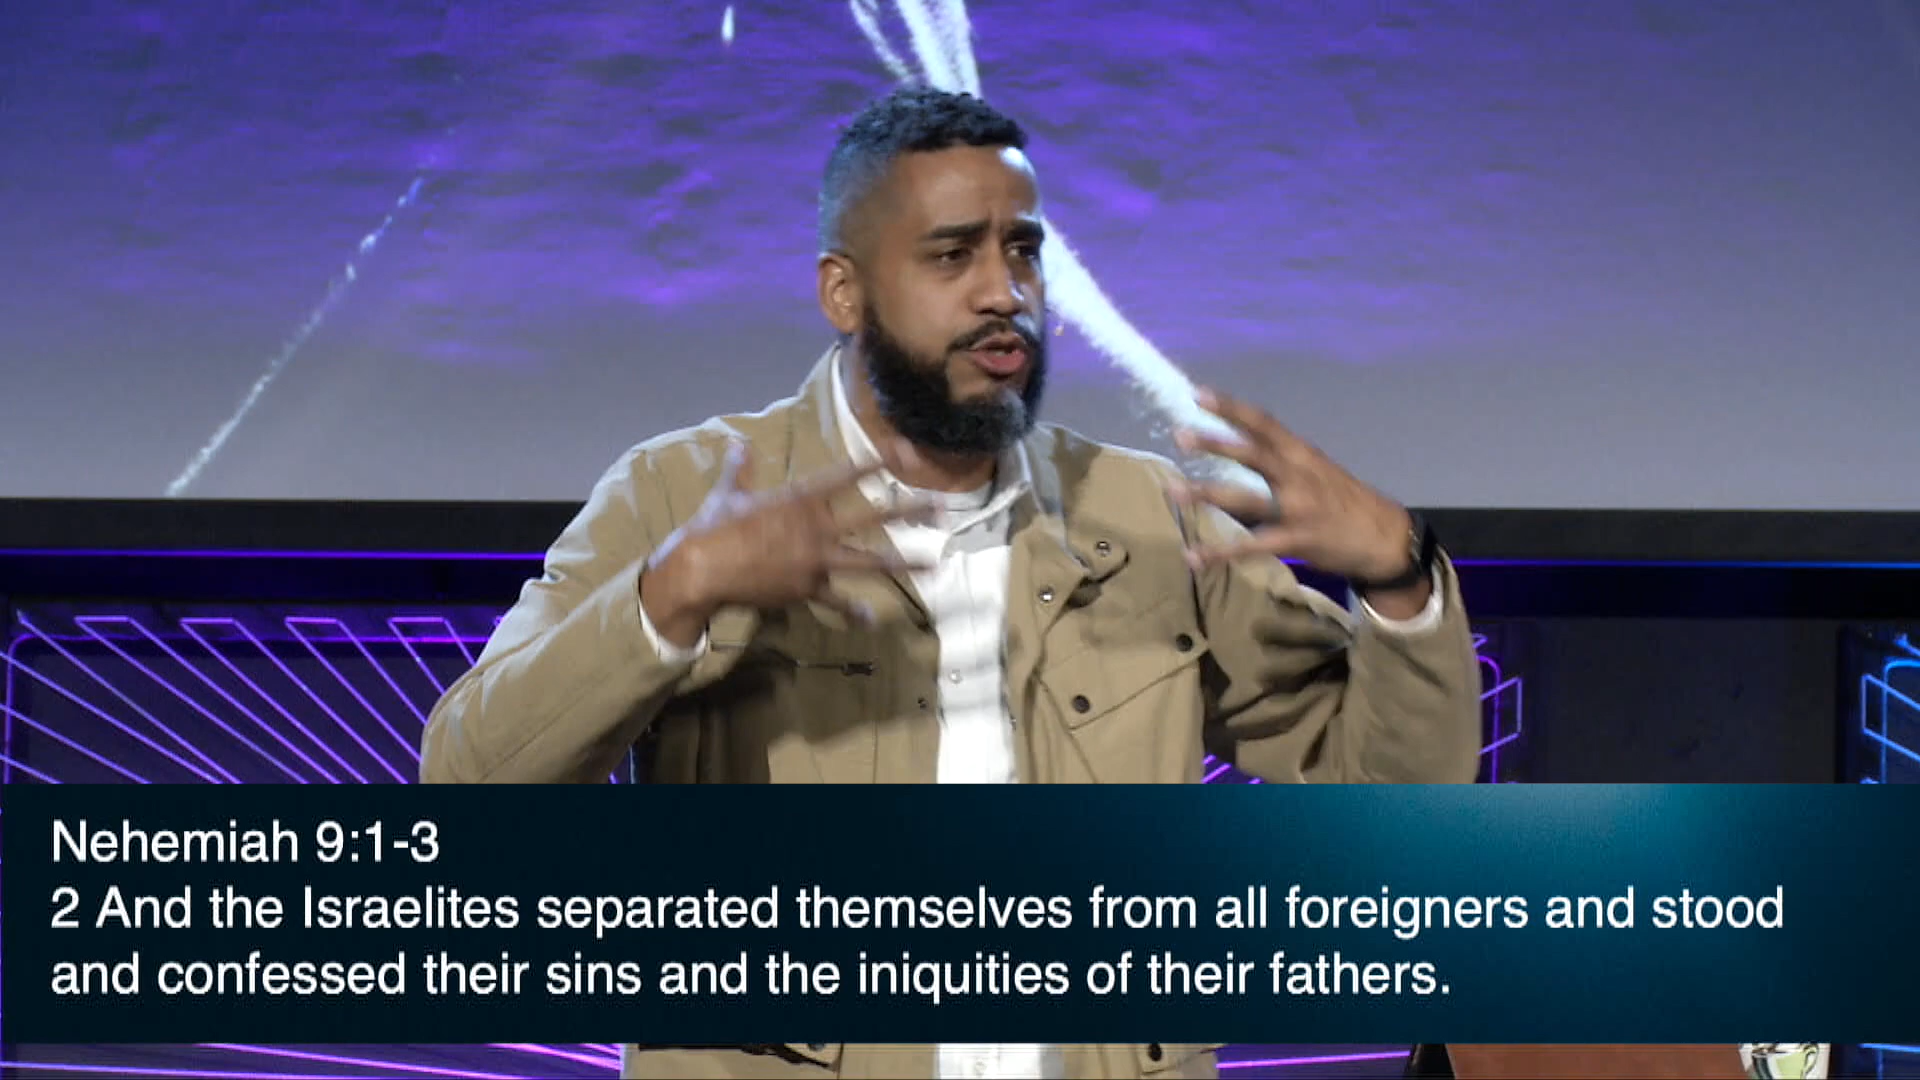 Nehemiah 9:1-3
2 And the Israelites separated themselves from all foreigners and stood
and confessed their sins and the iniquities of their fathers.